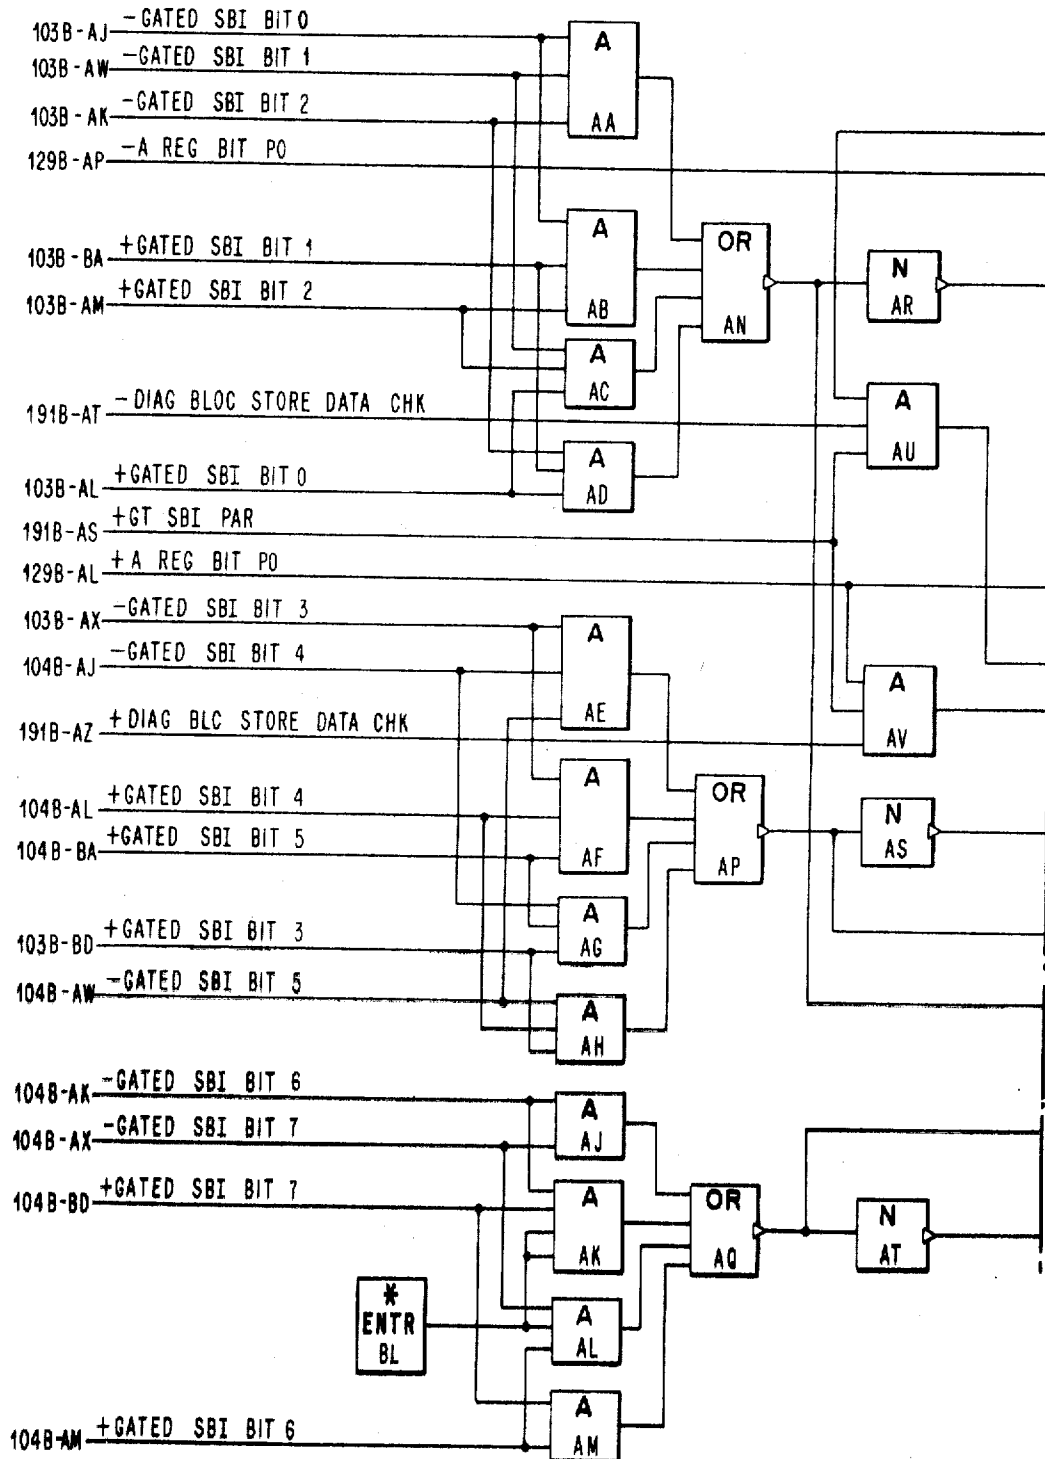 103B-AJ -GATED SBI BIT 0
103B-AW -GATED SBI BIT 1
103B-AK -GATED SBI BIT 2
129B-AP -A REG BIT P0
A
AA
103B-BA +GATED SBI BIT 1
103B-AM +GATED SBI BIT 2
A
AB
OR
AN
N
AR
A
AC
191B-AT -DIAG BLOC STORE DATA CHK
A
AU
103B-AL +GATED SBI BIT 0
A
AD
191B-AS +GT SBI PAR
129B-AL +A REG BIT P0
103B-AX -GATED SBI BIT 3
104B-AJ -GATED SBI BIT 4
A
AE
191B-AZ +DIAG BLC STORE DATA CHK
A
AV
104B-AL +GATED SBI BIT 4
104B-BA +GATED SBI BIT 5
A
AF
OR
AP
N
AS
103B-BD +GATED SBI BIT 3
A
AG
104B-AW -GATED SBI BIT 5
A
AH
104B-AK -GATED SBI BIT 6
104B-AX -GATED SBI BIT 7
A
AJ
104B-BD +GATED SBI BIT 7
A
AK
OR
AQ
N
AT
*
ENTR
BL
A
AL
104B-AM +GATED SBI BIT 6
A
AM